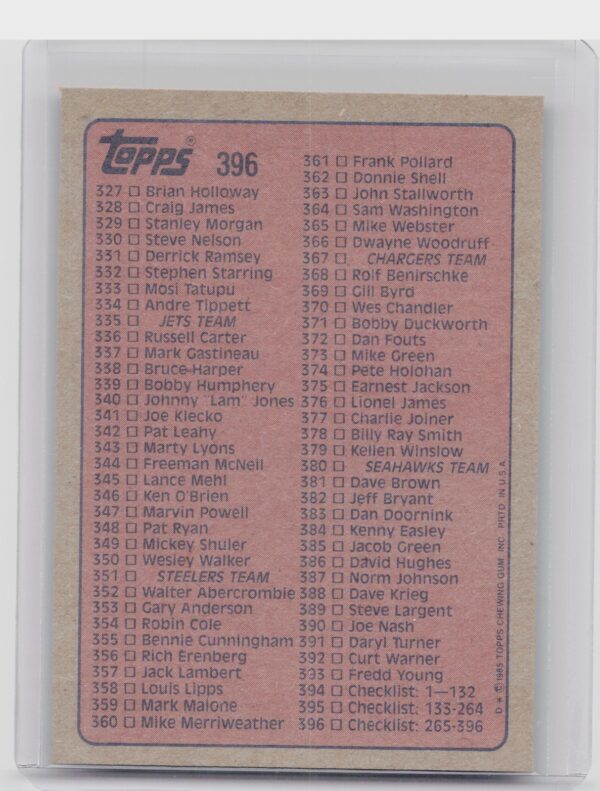 Topps® 396
327 Brian Holloway
328 Craig James
329 Stanley Morgan
330 Steve Nelson
331 Derrick Ramsey
332 Stephen Starring
333 Mosi Tatupu
334 Andre Tippett
335 JETS TEAM
336 Russell Carter
337 Mark Gastineau
338 Bruce Harper
339 Bobby Humphery
340 Johnny "Lam" Jones
341 Joe Klecko
342 Pat Leahy
343 Marty Lyons
344 Freeman McNeil
345 Lance Mehl
346 Ken O'Brien
347 Marvin Powell
348 Pat Ryan
349 Mickey Shuler
350 Wesley Walker
351 STEELERS TEAM
352 Walter Abercrombie
353 Gary Anderson
354 Robin Cole
355 Bennie Cunningham
356 Rich Erenberg
357 Jack Lambert
358 Louis Lipps
359 Mark Malone
360 Mike Merriweather
361 Frank Pollard
362 Donnie Shell
363 John Stallworth
364 Sam Washington
365 Mike Webster
366 Dwayne Woodruff
367 CHARGERS TEAM
368 Rolf Benirschke
369 Gill Byrd
370 Wes Chandler
371 Bobby Duckworth
372 Dan Fouts
373 Mike Green
374 Pete Holohan
375 Earnest Jackson
376 Lionel James
377 Charlie Joiner
378 Billy Ray Smith
379 Kellen Winslow
380 SEAHAWKS TEAM
381 Dave Brown
382 Jeff Bryant
383 Dan Doornink
384 Kenny Easley
385 Jacob Green
386 David Hughes
387 Norm Johnson
388 Dave Krieg
389 Steve Largent
390 Joe Nash
391 Daryl Turner
392 Curt Warner
393 Fredd Young
394 Checklist: 1—132
395 Checklist: 133-264
396 Checklist: 265-396
D * © 1985 TOPPS CHEWING GUM, INC. PRTD. IN U.S.A.